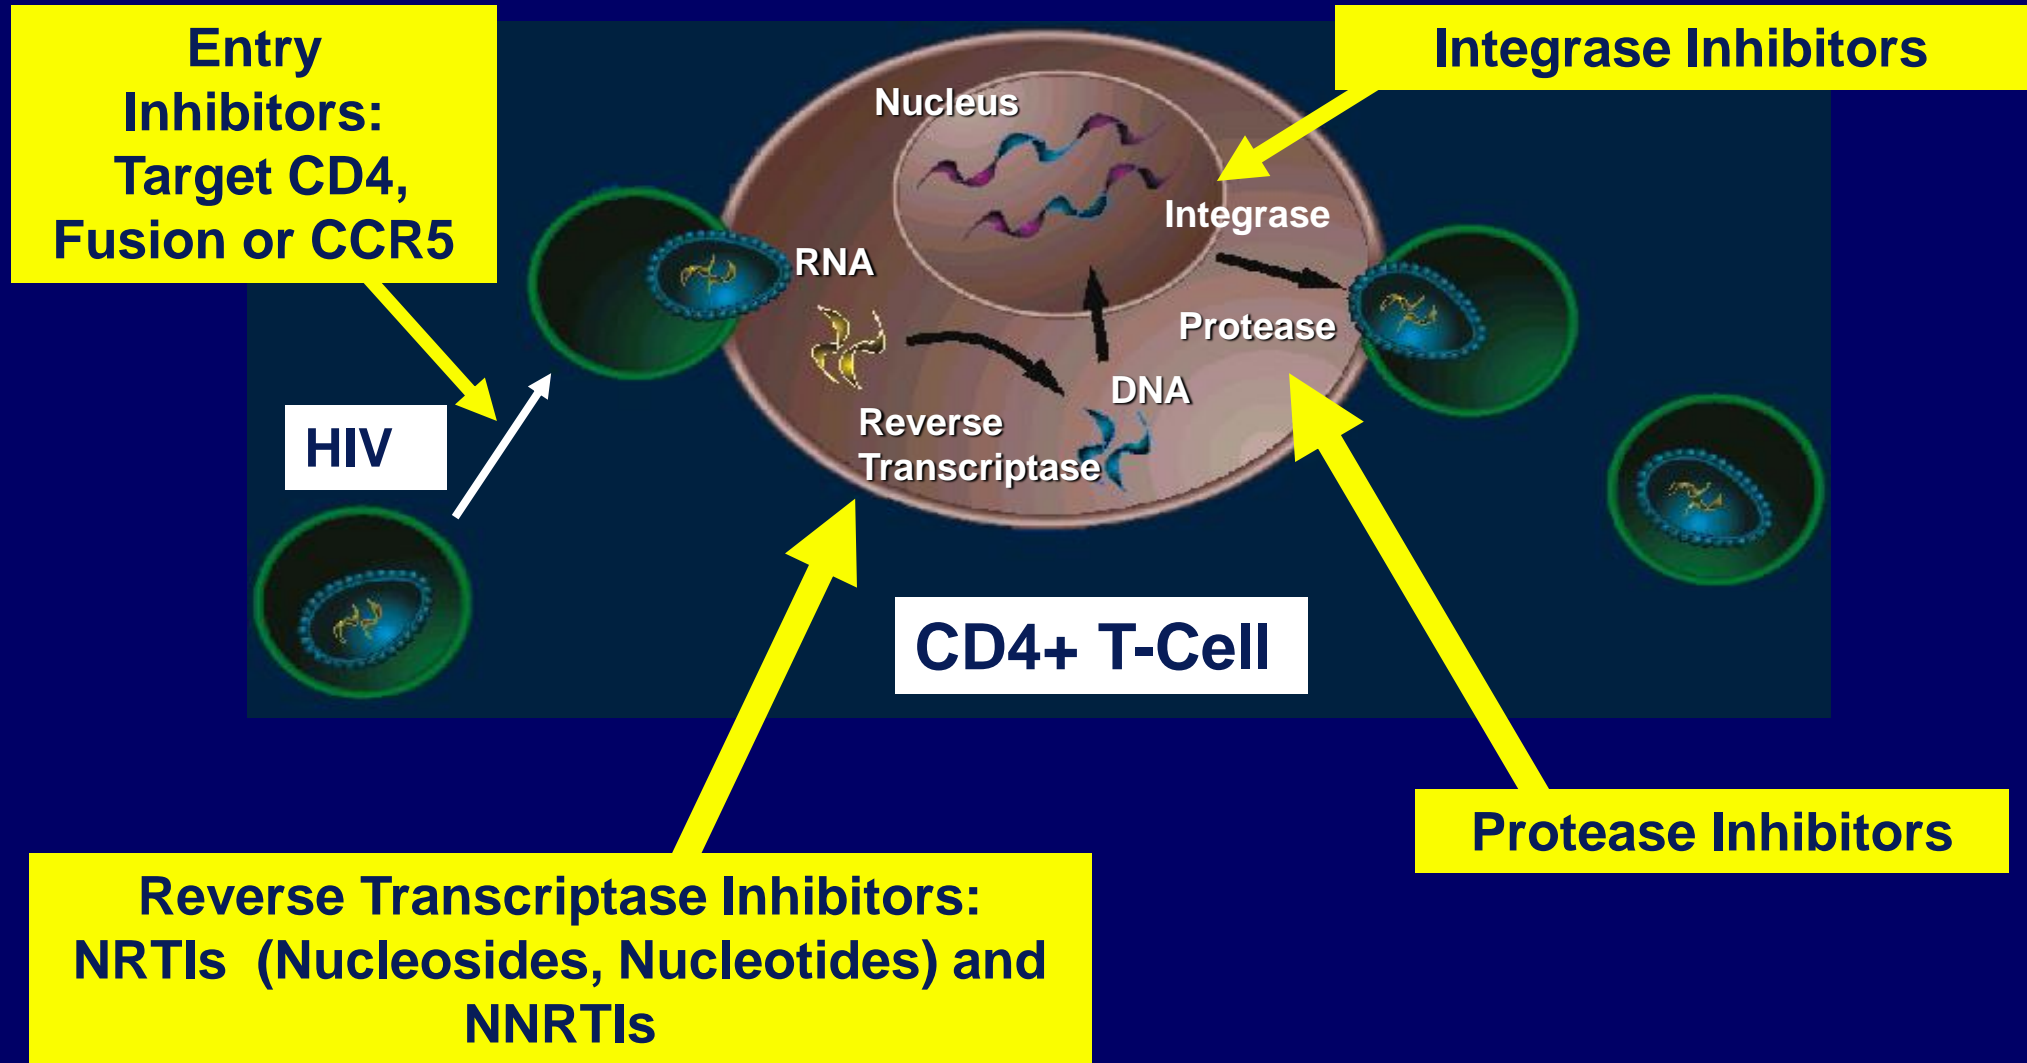 Entry
Inhibitors:
Target CD4,
Fusion or CCR5
Integrase Inhibitors
Nucleus
Integrase
RNA
Protease
DNA
Reverse
Transcriptase
HIV
CD4+ T-Cell
Protease Inhibitors
Reverse Transcriptase Inhibitors:
NRTIs (Nucleosides, Nucleotides) and
NNRTIs